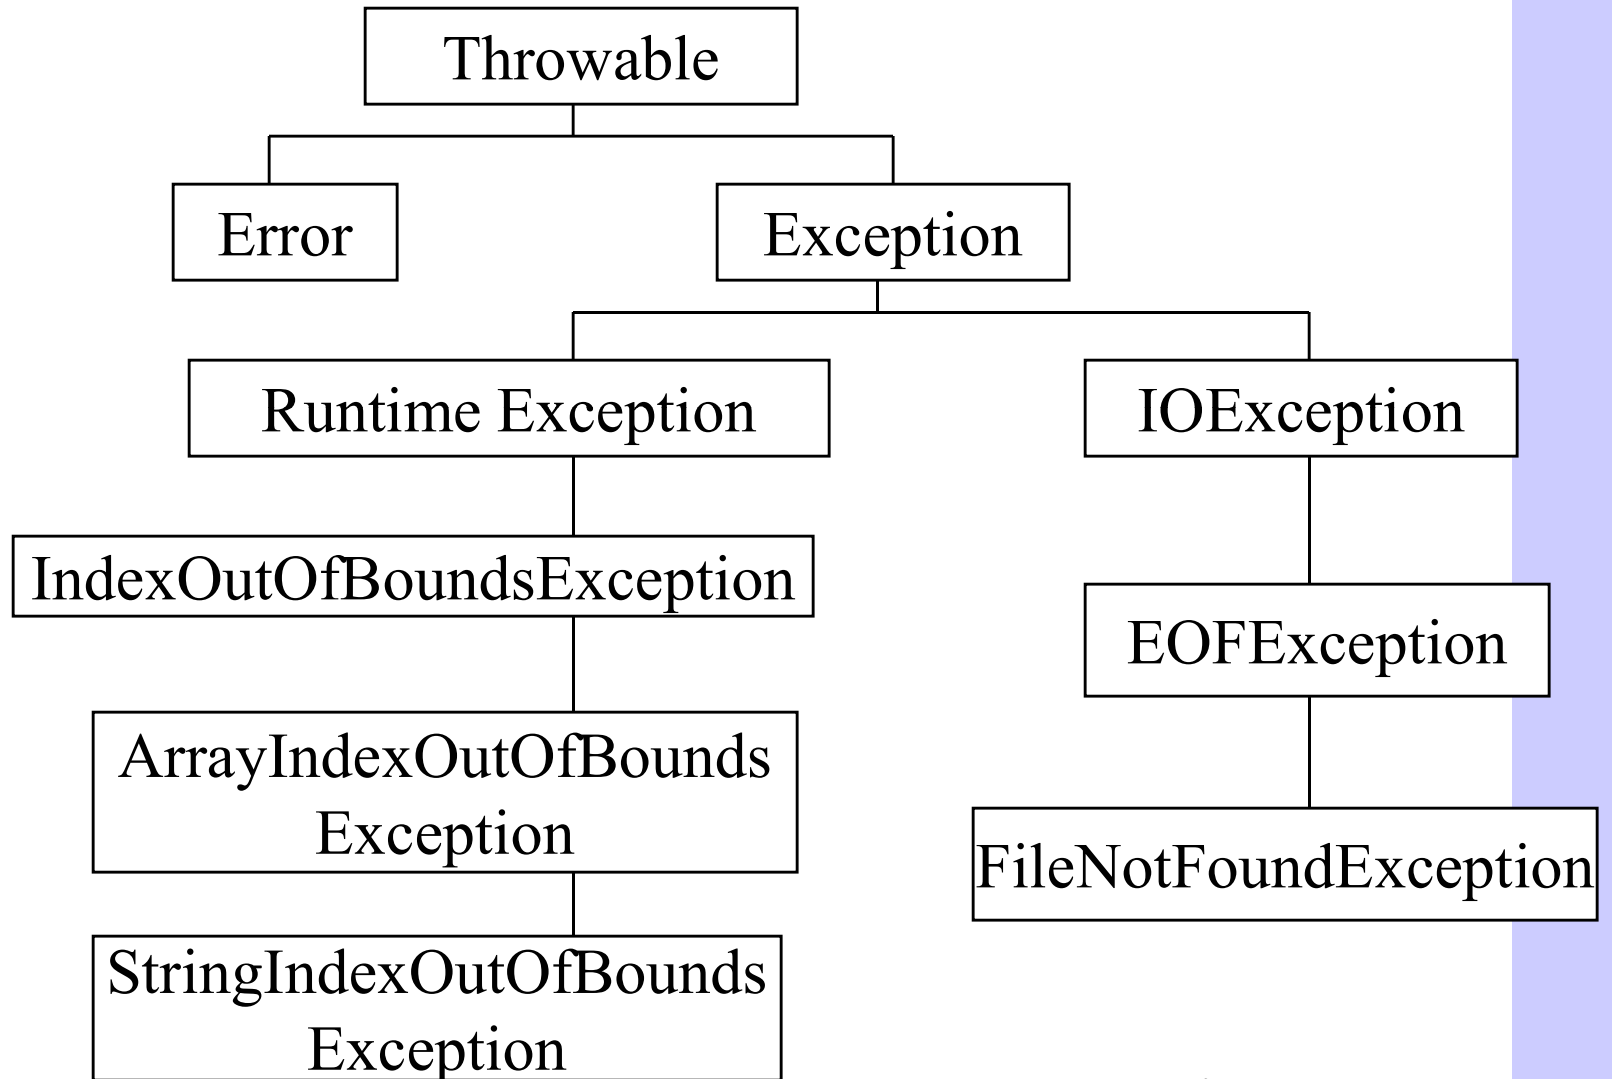 Throwable
Error
Exception
Runtime Exception
IOException
IndexOutOfBoundsException
EOFException
ArrayIndexOutOfBounds
Exception
FileNotFoundException
StringIndexOutOfBounds
Exception